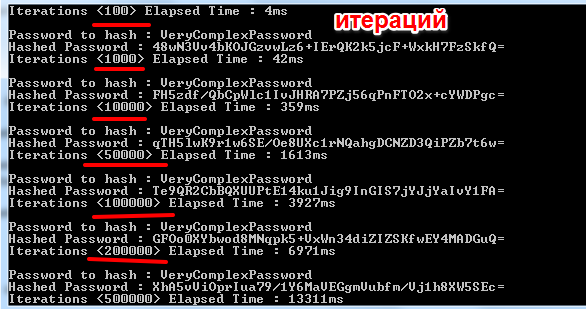 Iterations <100> Elapsed Time : 4ms
итераций
Password to hash : VeryComplexPassword
Hashed Password : 48wN3Vv4bKOJGzvwLz6+IErQK2k5jcF+WxkH7FzSkfQ=
Iterations <1000> Elapsed Time : 42ms
Password to hash : VeryComplexPassword
Hashed Password : FH5zdf/QbCpWlc1IvJHRA7PZj56qPnFTO2x+cYWDPgc=
Iterations <10000> Elapsed Time : 359ms
Password to hash : VeryComplexPassword
Hashed Password : qTH5lwK9r1w6SE/Oe8UXc1rNQahgDCNZD3QiPZb7t6w=
Iterations <50000> Elapsed Time : 1613ms
Password to hash : VeryComplexPassword
Hashed Password : Te9QR2CbBQXUUPtE14ku1Jig9InGIS7jYJjYaIvY1FA=
Iterations <100000> Elapsed Time : 3927ms
Password to hash : VeryComplexPassword
Hashed Password : GFOo0XYbwod8MNqpk5+UxWn34diZIZSKfwEY4MADGuQ=
Iterations <200000> Elapsed Time : 6971ms
Password to hash : VeryComplexPassword
Hashed Password : XhA5vViOprIua79/1Y6MaVEGgmVubfm/Vj1h8XW5SEc=
Iterations <500000> Elapsed Time : 13311ms